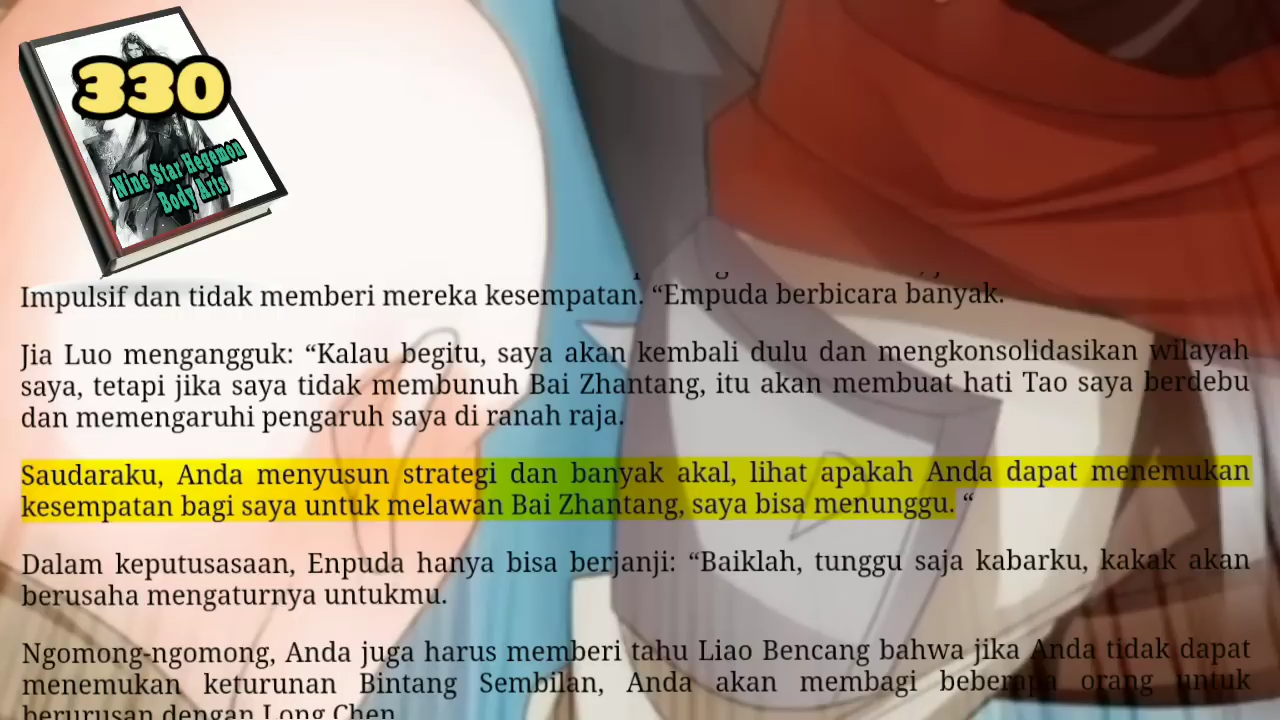 330
Nine Star Hegemon
Body Arts
Impulsif dan tidak memberi mereka kesempatan. “Empuda berbicara banyak.
Jia Luo mengangguk: “Kalau begitu, saya akan kembali dulu dan mengkonsolidasikan wilayah
saya, tetapi jika saya tidak membunuh Bai Zhantang, itu akan membuat hati Tao saya berdebu
dan memengaruhi pengaruh saya di ranah raja.
Saudaraku, Anda menyusun strategi dan banyak akal, lihat apakah Anda dapat menemukan
kesempatan bagi saya untuk melawan Bai Zhantang, saya bisa menunggu. “
Dalam keputusasaan, Enpuda hanya bisa berjanji: “Baiklah, tunggu saja kabarku, kakak akan
berusaha mengaturnya untukmu.
Ngomong-ngomong, Anda juga harus memberi tahu Liao Bencang bahwa jika Anda tidak dapat
menemukan keturunan Bintang Sembilan, Anda akan membagi beberapa orang untuk
berurusan dengan Long Chen